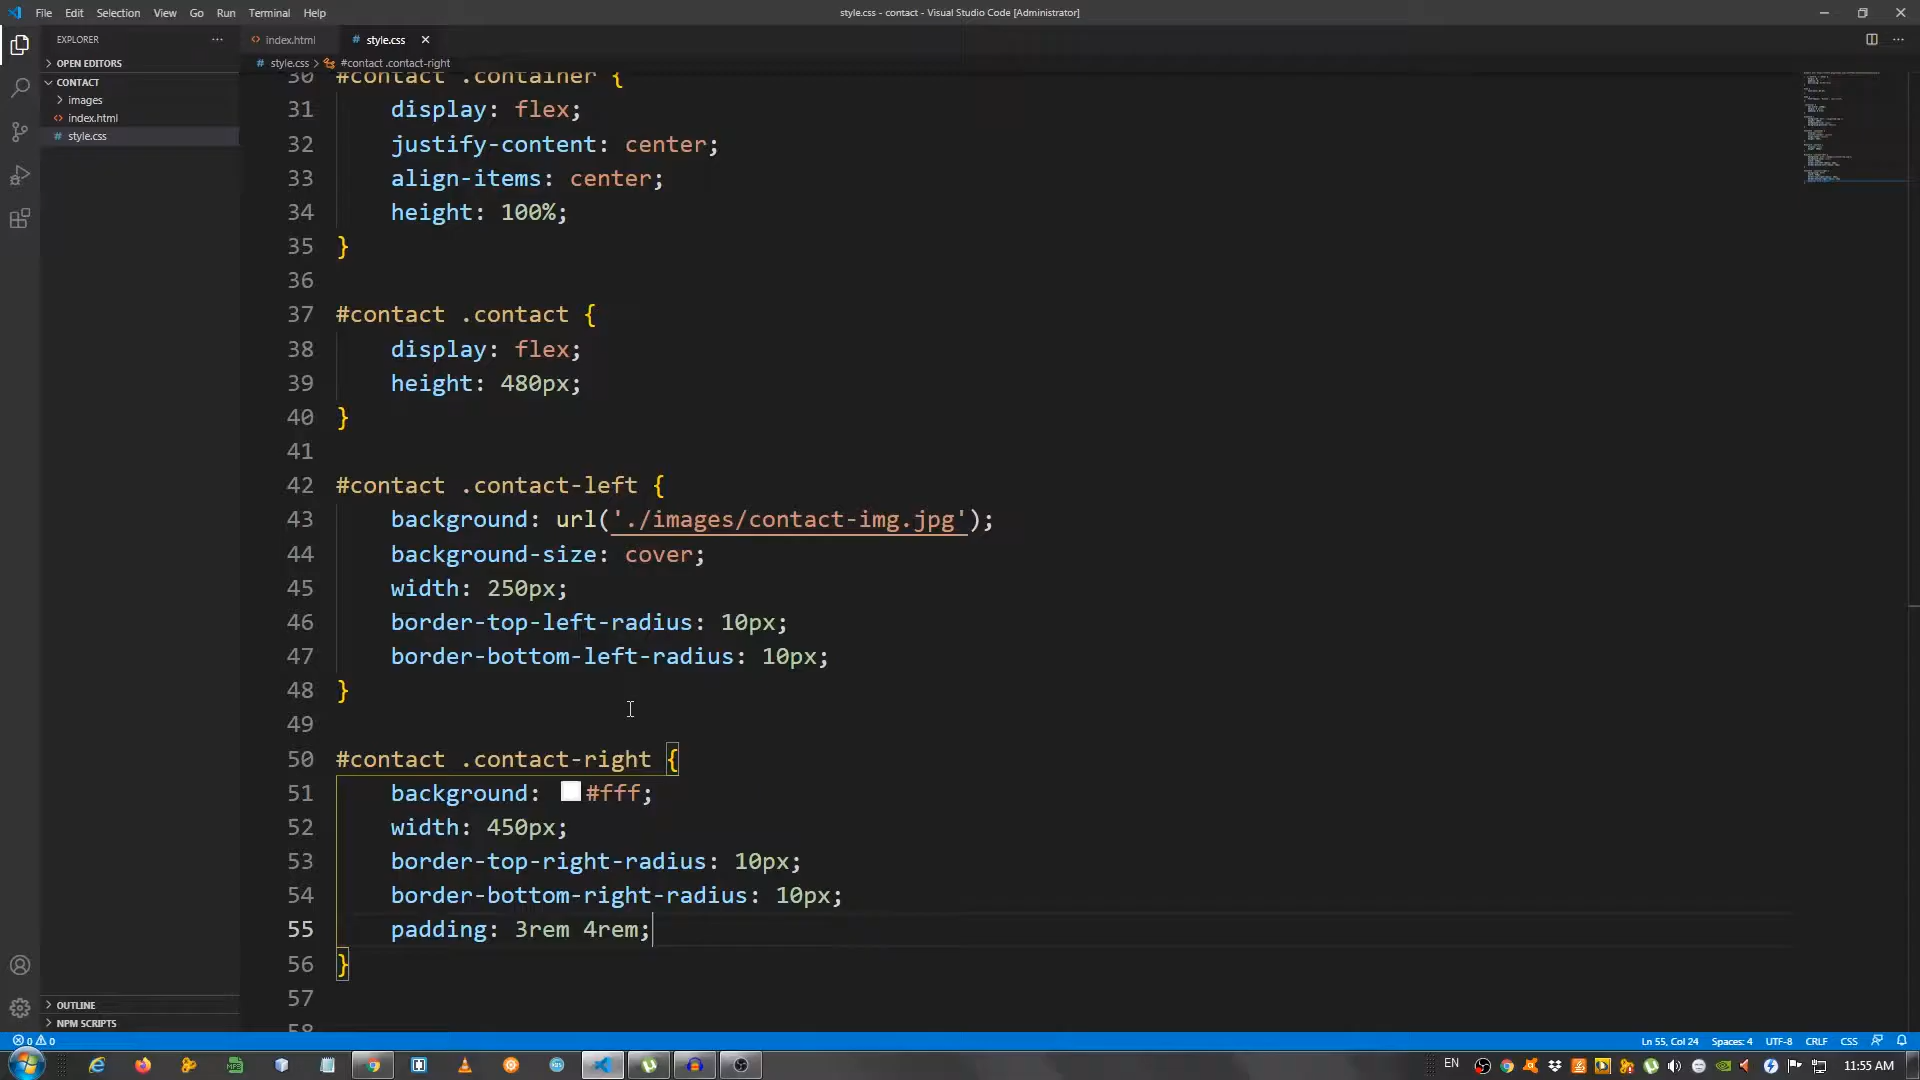 File Edit Selection View Go Run Terminal Help
style.css - contact - Visual Studio Code [Administrator]
EXPLORER
index.html
style.css
OPEN EDITORS
style.css > #contact .contact-right
CONTACT
images
index.html
style.css
30 #contact .container {
31 display: flex;
32 justify-content: center;
33 align-items: center;
34 height: 100%;
35 }
36
37 #contact .contact {
38 display: flex;
39 height: 480px;
40 }
41
42 #contact .contact-left {
43 background: url('./images/contact-img.jpg');
44 background-size: cover;
45 width: 250px;
46 border-top-left-radius: 10px;
47 border-bottom-left-radius: 10px;
48 }
49
50 #contact .contact-right {
51 background: #fff;
52 width: 450px;
53 border-top-right-radius: 10px;
54 border-bottom-right-radius: 10px;
55 padding: 3rem 4rem;
56 }
57
58
OUTLINE
NPM SCRIPTS
0 0
Ln 55, Col 24 Spaces: 4 UTF-8 CRLF CSS
EN
11:55 AM